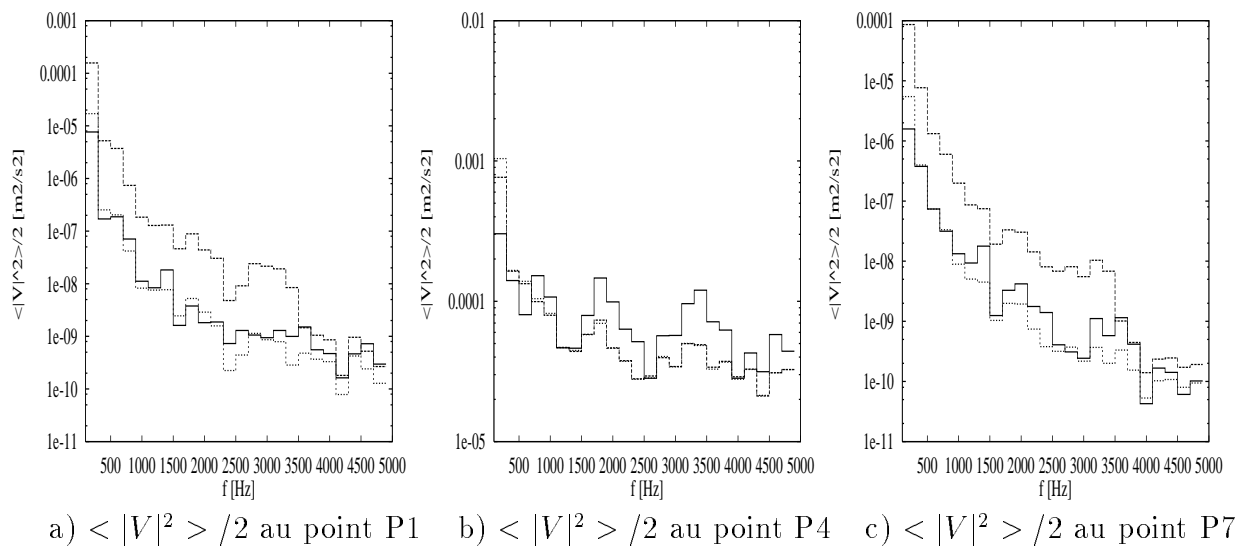 0.001
0.0001
1e-05
1e-06
1e-07
1e-08
1e-09
1e-10
1e-11
<|V|^2>/2 [m2/s2]
500 1000 1500 2000 2500 3000 3500 4000 4500 5000
f [Hz]
a) < |V|² > /2 au point P1
0.01
0.001
0.0001
1e-05
<|V|^2>/2 [m2/s2]
500 1000 1500 2000 2500 3000 3500 4000 4500 5000
f [Hz]
b) < |V|² > /2 au point P4
0.0001
1e-05
1e-06
1e-07
1e-08
1e-09
1e-10
1e-11
<|V|^2>/2 [m2/s2]
500 1000 1500 2000 2500 3000 3500 4000 4500 5000
f [Hz]
c) < |V|² > /2 au point P7